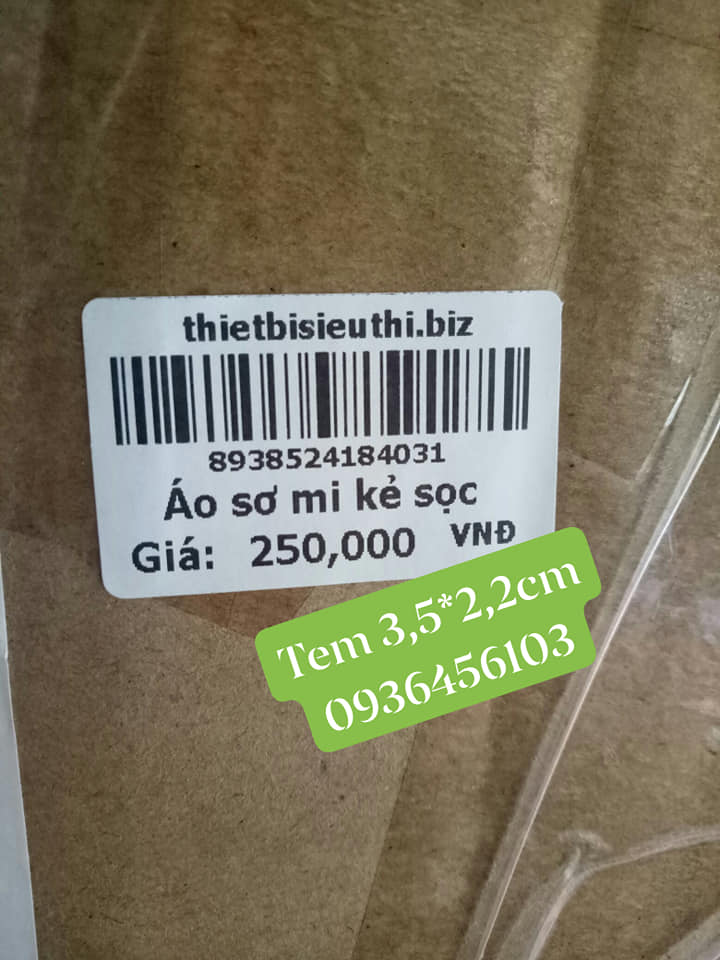 thietbisieuthi.biz
8938524184031
Áo sơ mi kẻ sọc
Giá: 250,000 VNĐ
Tem 3,5*2,2cm
0936456103